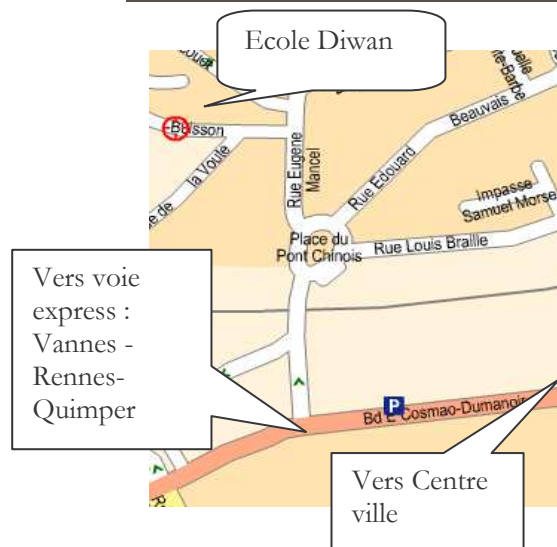 Ecole Diwan
Buisson
la Voule
Rue Eugene
Mancel
Rue Edouard
Beauvais
Impasse
Samuel Morse
Place du
Pont Chinois
Rue Louis Braille
Vers voie
express :
Vannes -
Rennes-
Quimper
P
Bd E Cosmao-Dumanoir
Vers Centre
ville